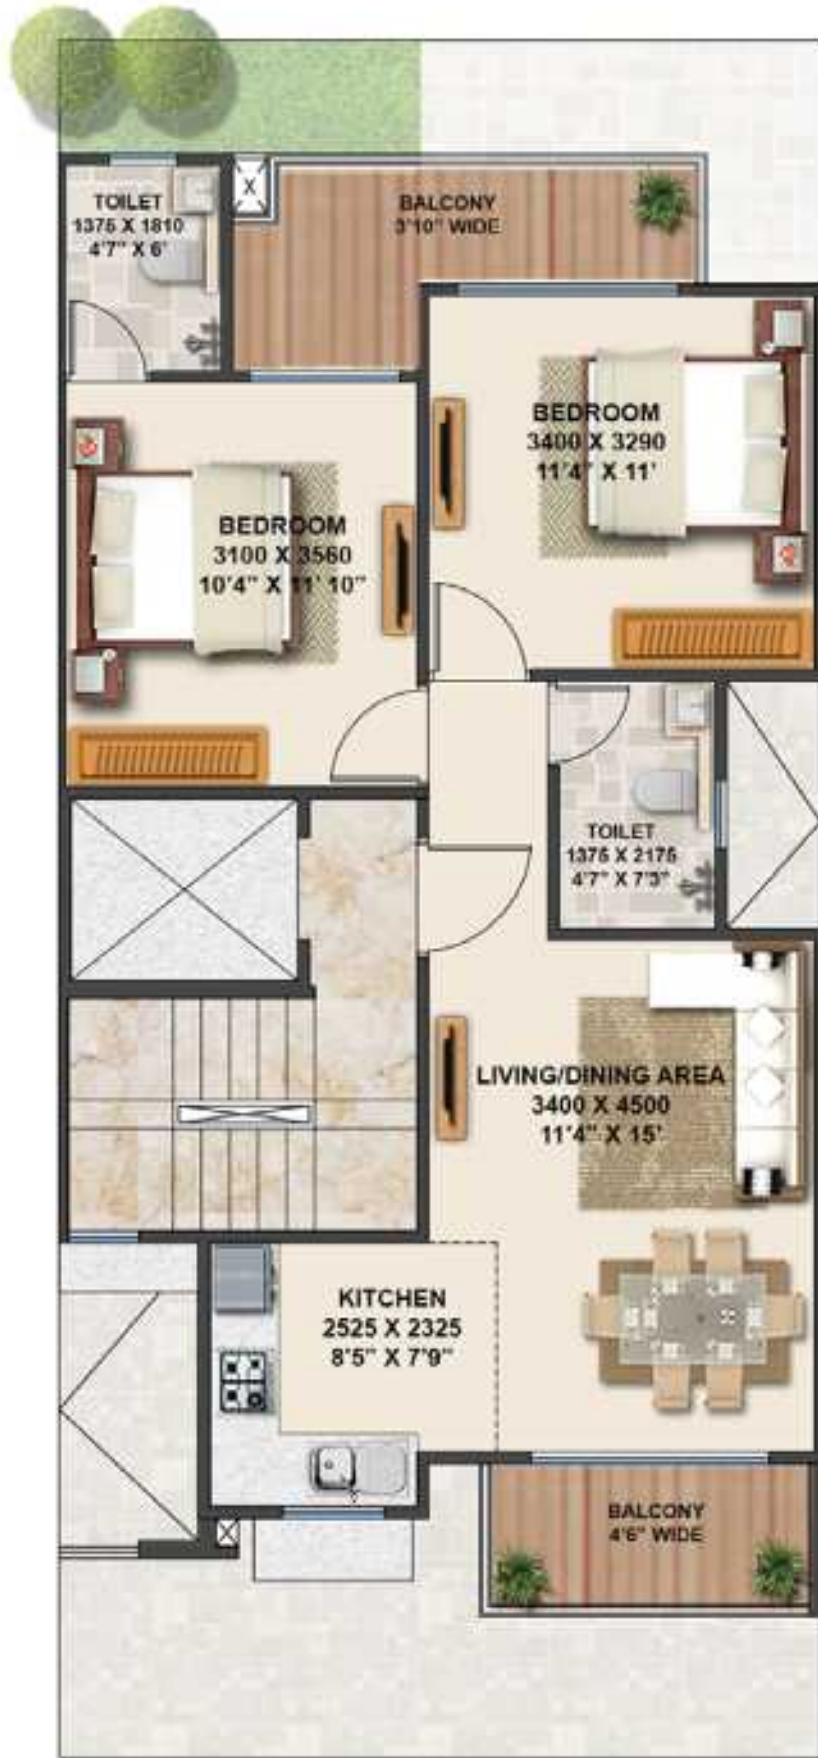 TOILET
1375 X 1810
4'7" X 6'
X
BALCONY
3'10" WIDE
BEDROOM
3400 X 3290
11'4" X 11'
BEDROOM
3100 X 3560
10'4" X 11' 10"
TOILET
1375 X 2175
4'7" X 7'3"
LIVING/DINING AREA
3400 X 4500
11'4" X 15'
KITCHEN
2525 X 2325
8'5" X 7'9"
BALCONY
4'6" WIDE